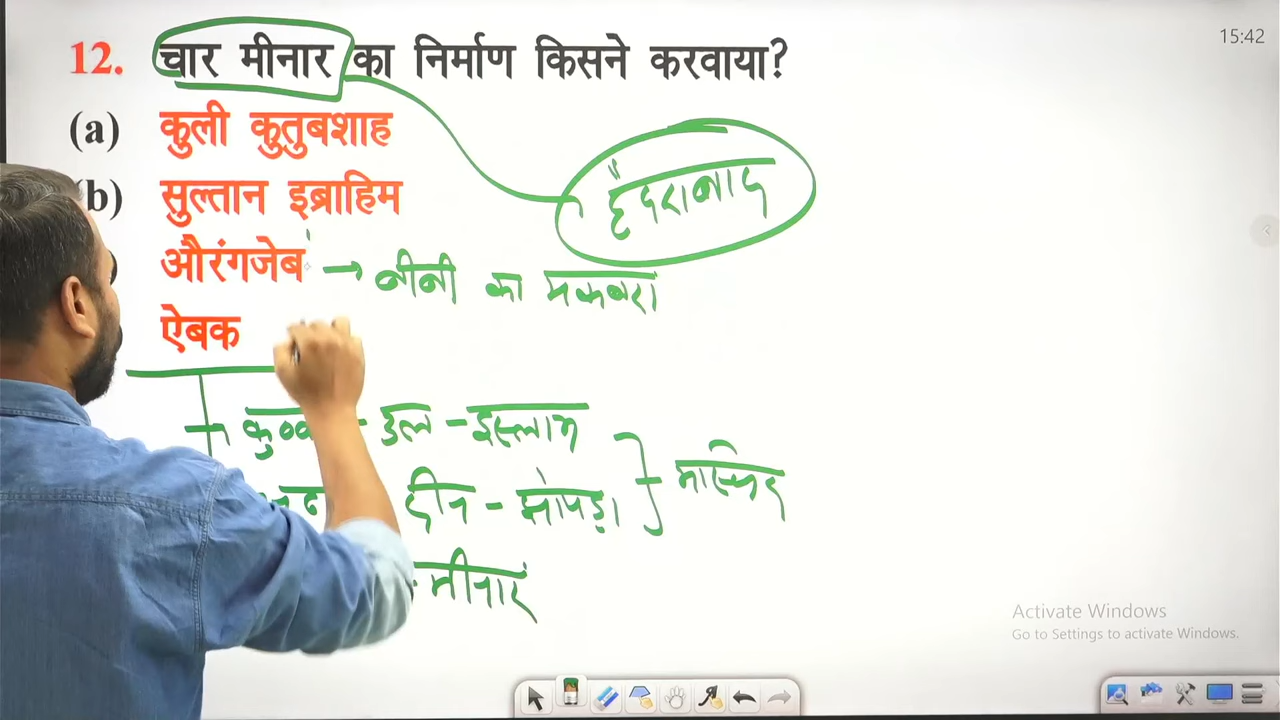 15:42
12. चार मीनार का निर्माण किसने करवाया?
(a) कुली कुतुबशाह
हैदराबाद
b) सुल्तान इब्राहिम
औरंगजेब → बीबी का मकबरा
ऐबक
उल - इस्लाम
दीन - झोपड़ा
मस्जिद
मीनार
Activate Windows
Go to Settings to activate Windows.